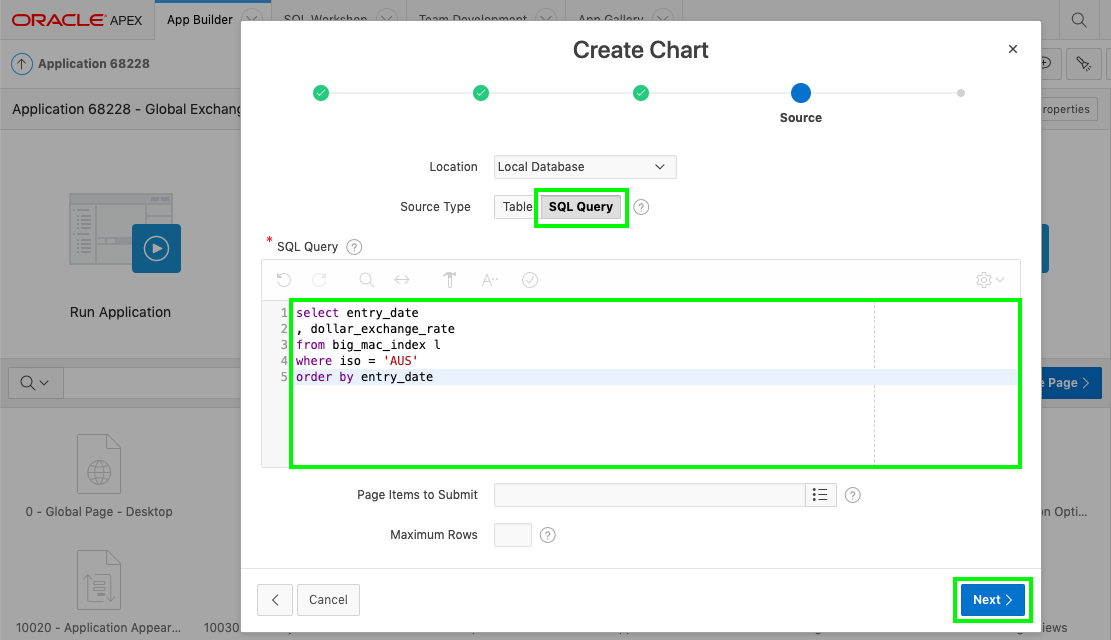 ORACLE APEX
App Builder
SQL Workshop
Team Development
App Gallery
Application 68228
Application 68228 - Global Exchang
roperties
Create Chart
Source
Location
Local Database
Source Type
Table
SQL Query
* SQL Query
1 select entry_date
2 , dollar_exchange_rate
3 from big_mac_index l
4 where iso = 'AUS'
5 order by entry_date
Run Application
e Page
Page Items to Submit
Maximum Rows
0 - Global Page - Desktop
on Opti...
Cancel
Next
10020 - Application Appear...
10030
iews